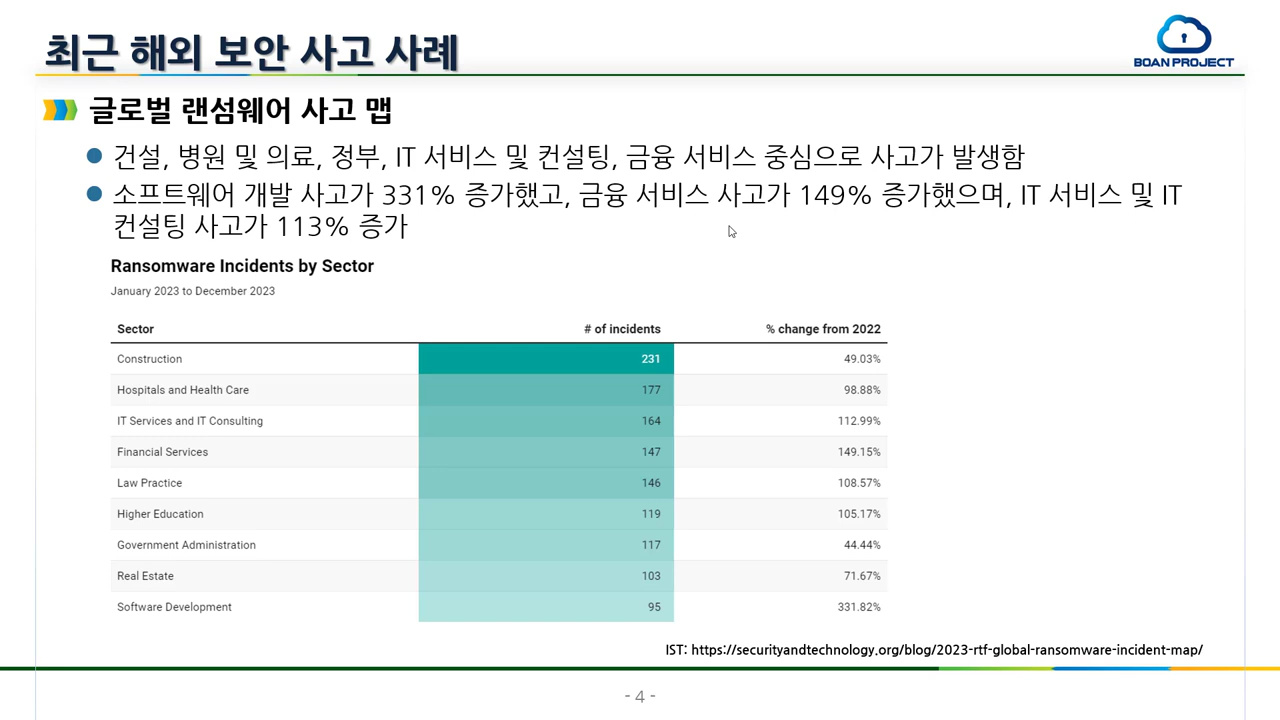 최근 해외 보안 사고 사례
BOAN PROJECT
글로벌 랜섬웨어 사고 맵
건설, 병원 및 의료, 정부, IT 서비스 및 컨설팅, 금융 서비스 중심으로 사고가 발생함
소프트웨어 개발 사고가 331% 증가했고, 금융 서비스 사고가 149% 증가했으며, IT 서비스 및 IT
컨설팅 사고가 113% 증가
Ransomware Incidents by Sector
January 2023 to December 2023
Sector # of incidents % change from 2022
Construction 231 49.03%
Hospitals and Health Care 177 98.88%
IT Services and IT Consulting 164 112.99%
Financial Services 147 149.15%
Law Practice 146 108.57%
Higher Education 119 105.17%
Government Administration 117 44.44%
Real Estate 103 71.67%
Software Development 95 331.82%
IST: https://securityandtechnology.org/blog/2023-rtf-global-ransomware-incident-map/
- 4 -